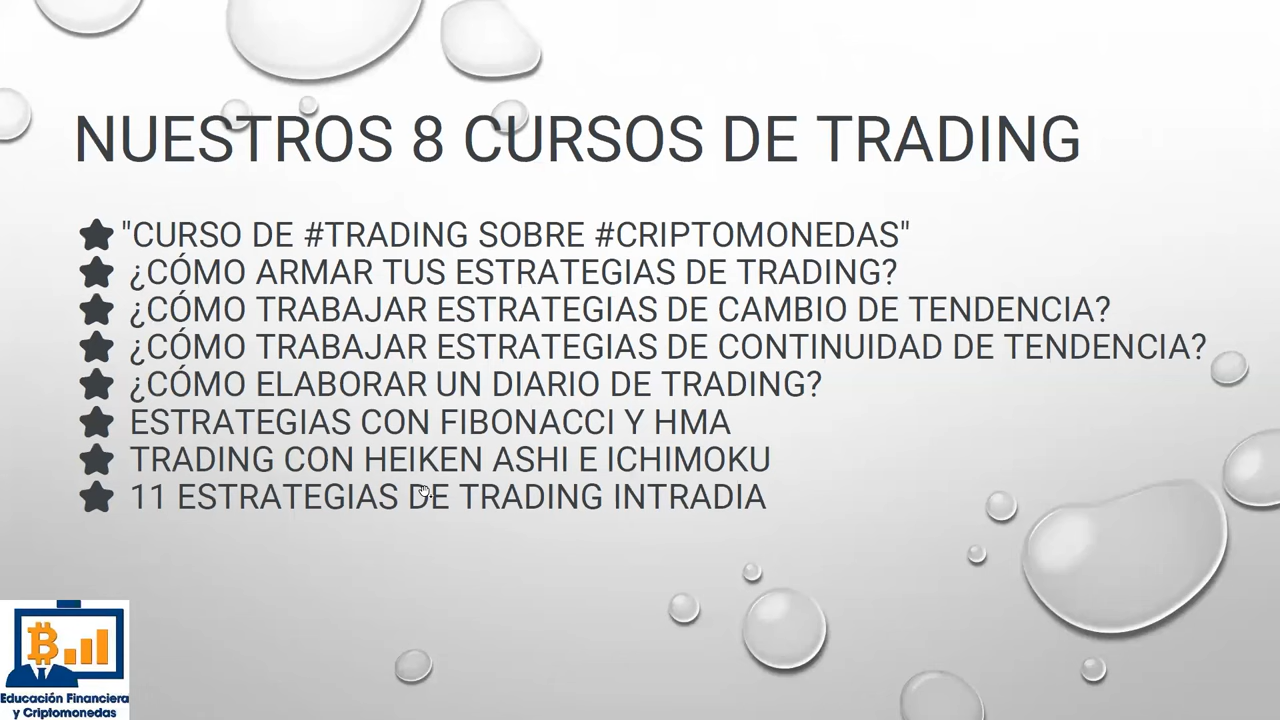 NUESTROS 8 CURSOS DE TRADING
"CURSO DE #TRADING SOBRE #CRIPTOMONEDAS"
¿CÓMO ARMAR TUS ESTRATEGIAS DE TRADING?
¿CÓMO TRABAJAR ESTRATEGIAS DE CAMBIO DE TENDENCIA?
¿CÓMO TRABAJAR ESTRATEGIAS DE CONTINUIDAD DE TENDENCIA?
¿CÓMO ELABORAR UN DIARIO DE TRADING?
ESTRATEGIAS CON FIBONACCI Y HMA
TRADING CON HEIKEN ASHI E ICHIMOKU
11 ESTRATEGIAS DE TRADING INTRADIA
Educación Financiera
y Criptomonedas